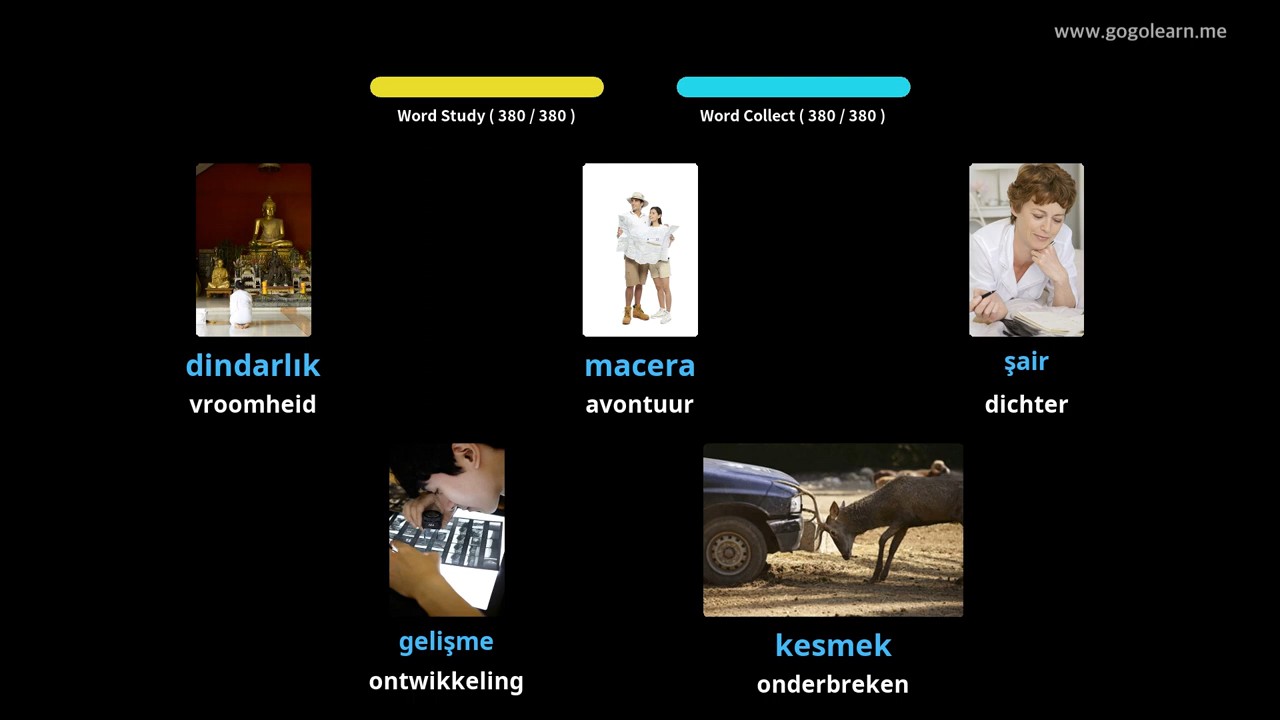 www.gogolearn.me
Word Study ( 380 / 380 )
Word Collect ( 380 / 380 )
dindarlık
vroomheid
macera
avontuur
şair
dichter
gelişme
ontwikkeling
kesmek
onderbreken